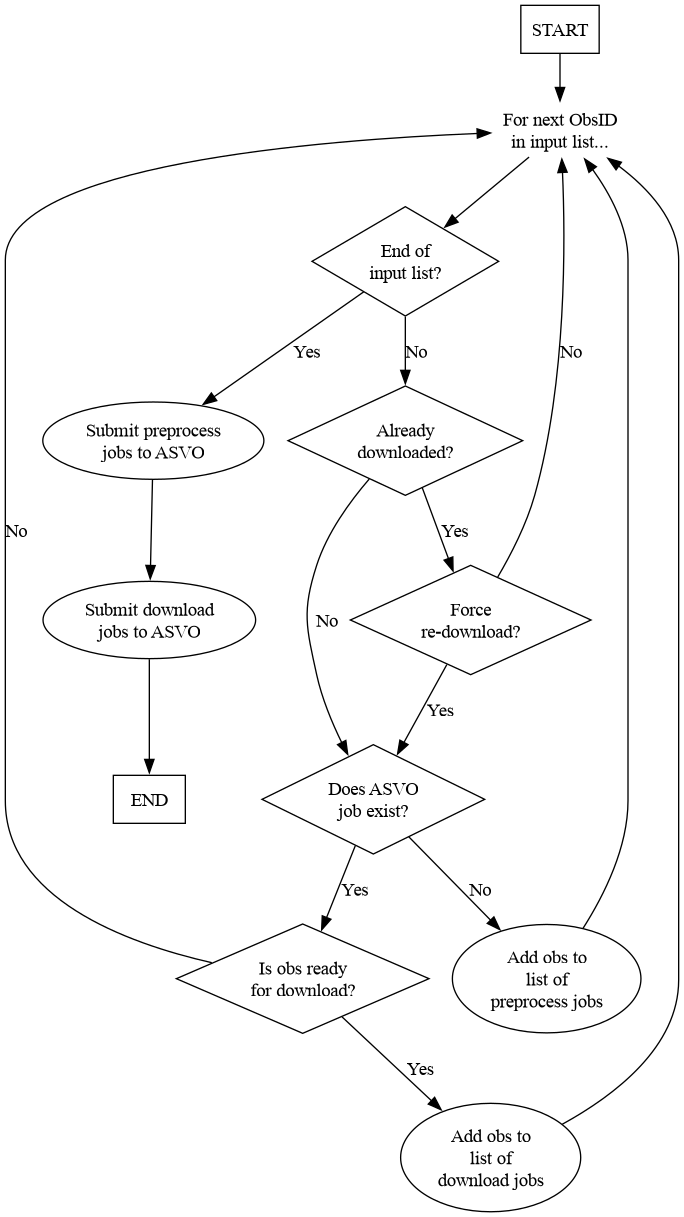 START
For next ObsID
in input list...
End of
input list?
Yes
No
No
Submit preprocess
jobs to ASVO
Already
downloaded?
No
Yes
Submit download
jobs to ASVO
No
Force
re-download?
Yes
END
Does ASVO
job exist?
Yes
No
Is obs ready
for download?
Add obs to
list of
preprocess jobs
Yes
Add obs to
list of
download jobs